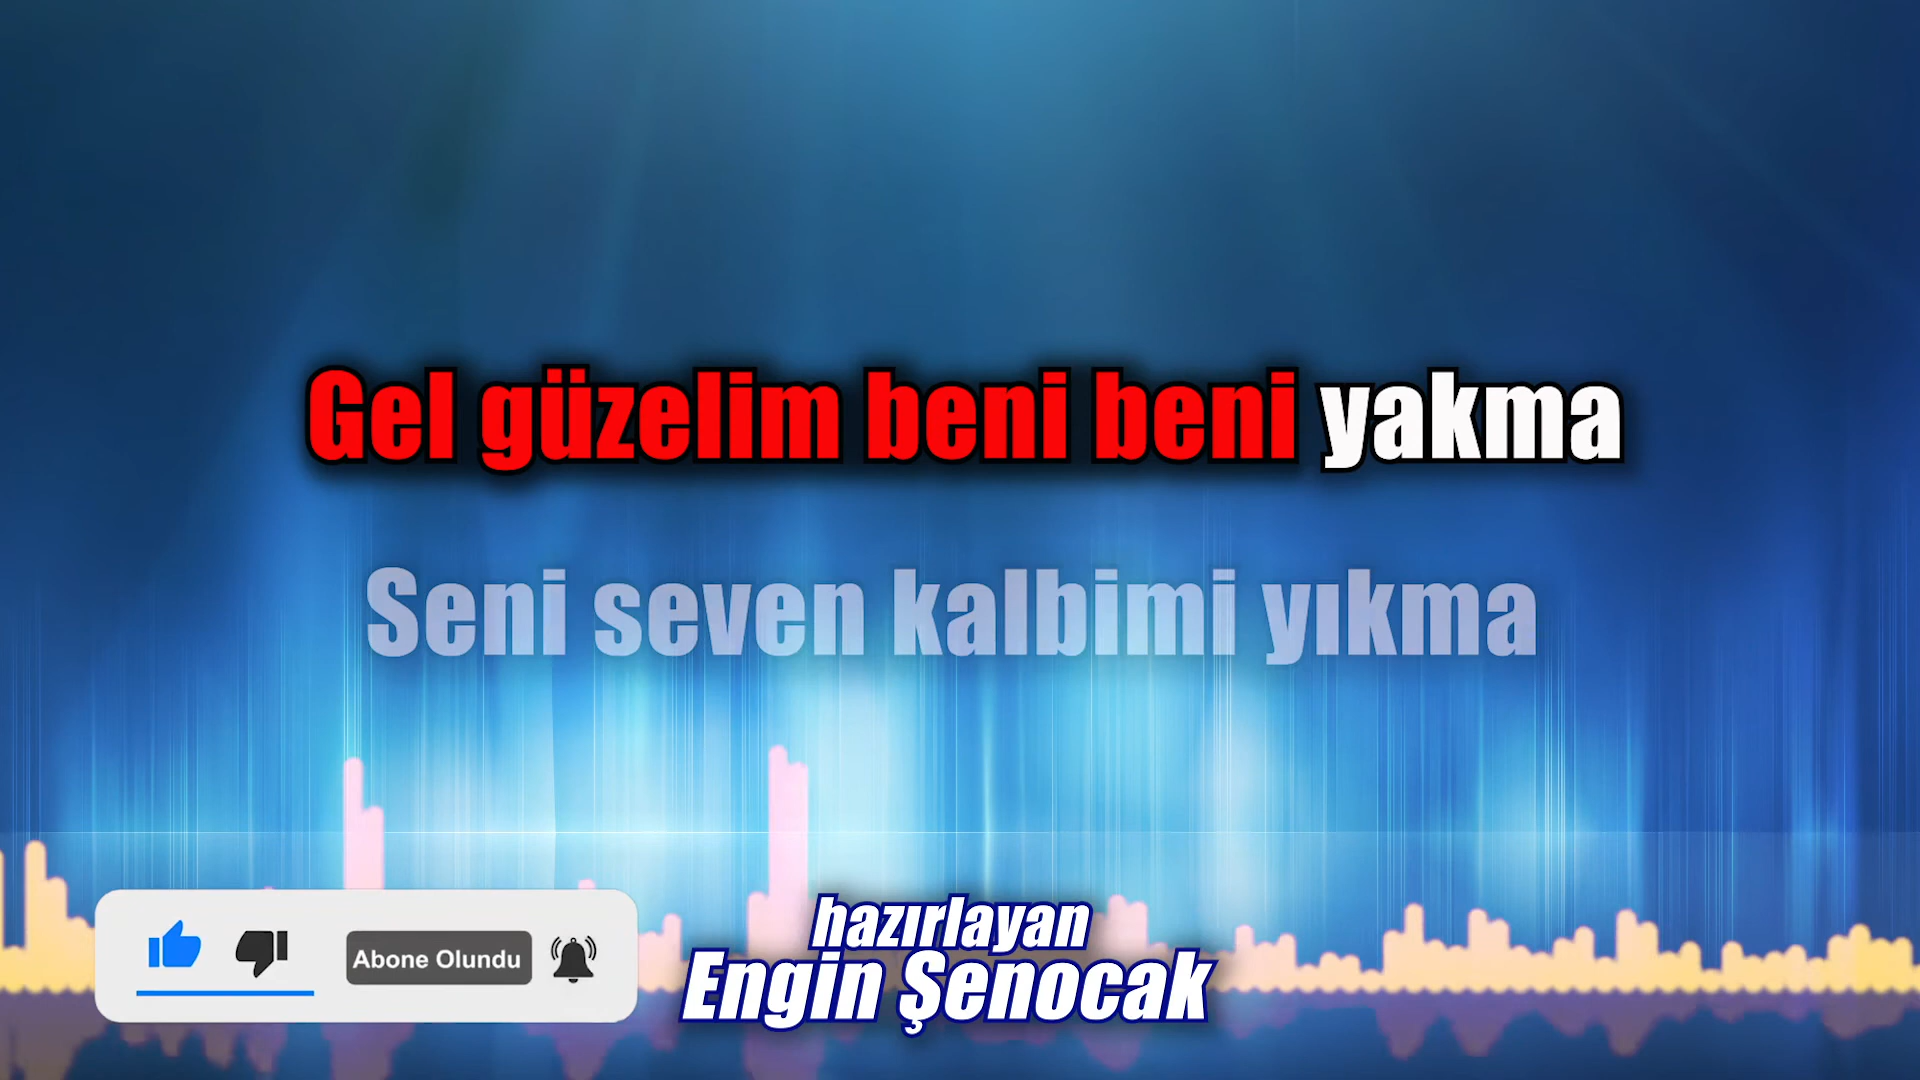 Gel güzelim beni beni yakma
Seni seven kalbimi yıkma
hazırlayan
Engin Şenocak
Abone Olundu